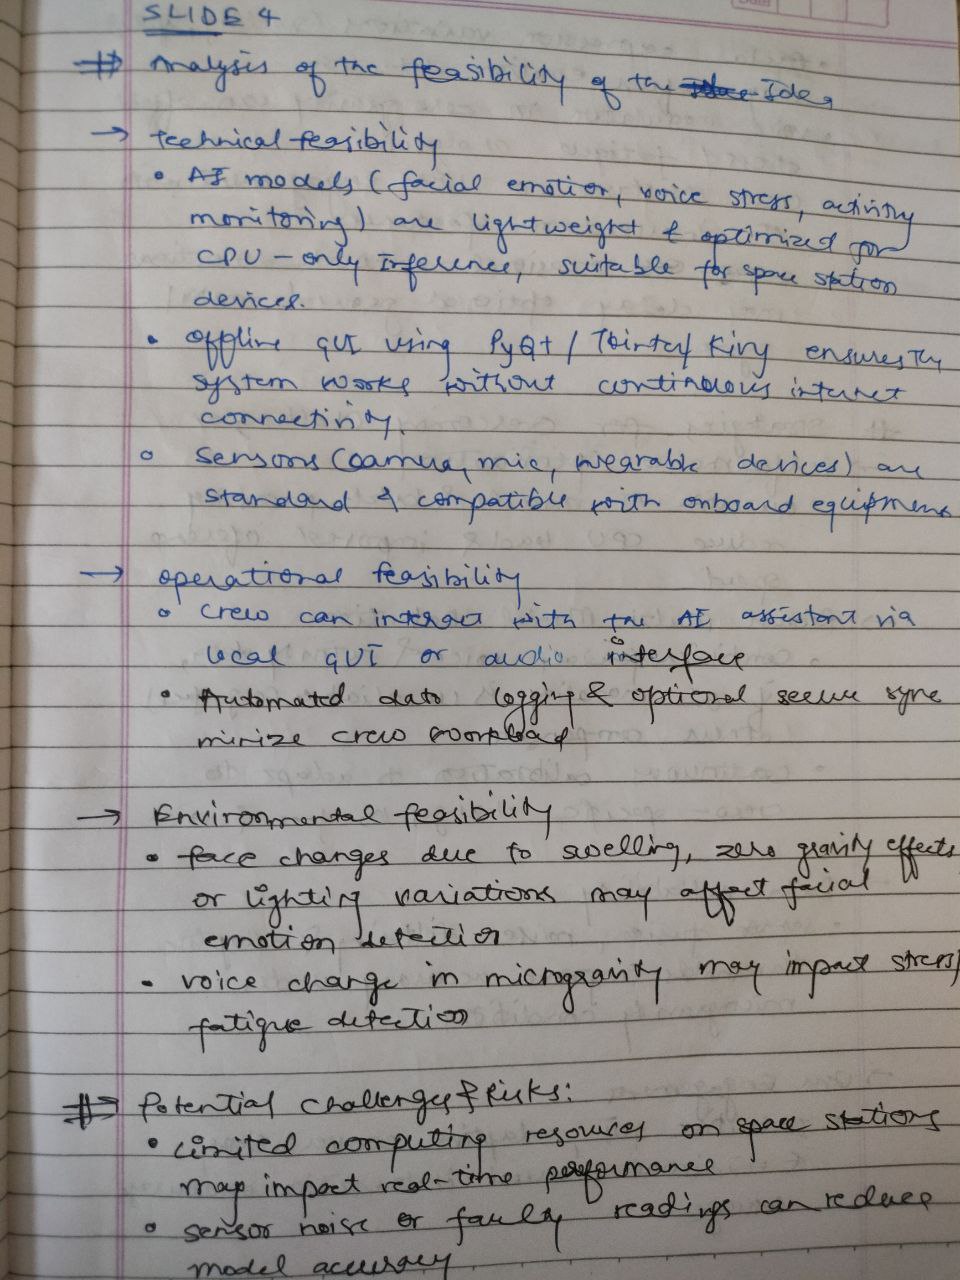 SLIDE 4
# Analysis of the feasibility of the Idea
→ technical feasibility
• AI models (facial emotion, voice stress, activity
monitoring) are lightweight & optimized for
CPU-only Inference, suitable for space station
devices.
• offline GUI using PyQt / Tkinter / Kivy ensures the
system works without continuous internet
connectivity.
• Sensors (camera, mic, wearable devices) are
standard & compatible with onboard equipment
→ operational feasibility
• crew can interact with the AI assistant via
local GUI or audio interface
• Automated data logging & optional secure sync
minize crew workload
→ Environmental feasibility
• face changes due to swelling, zero gravity effects
or lighting variations may affect facial
emotion detection
• voice change in microgravity may impact stress/
fatigue detection
# Potential challenges & Risks:
• Limited computing resources on space stations
may impact real-time performance
• sensor noise or faulty readings can reduce
model accuracy